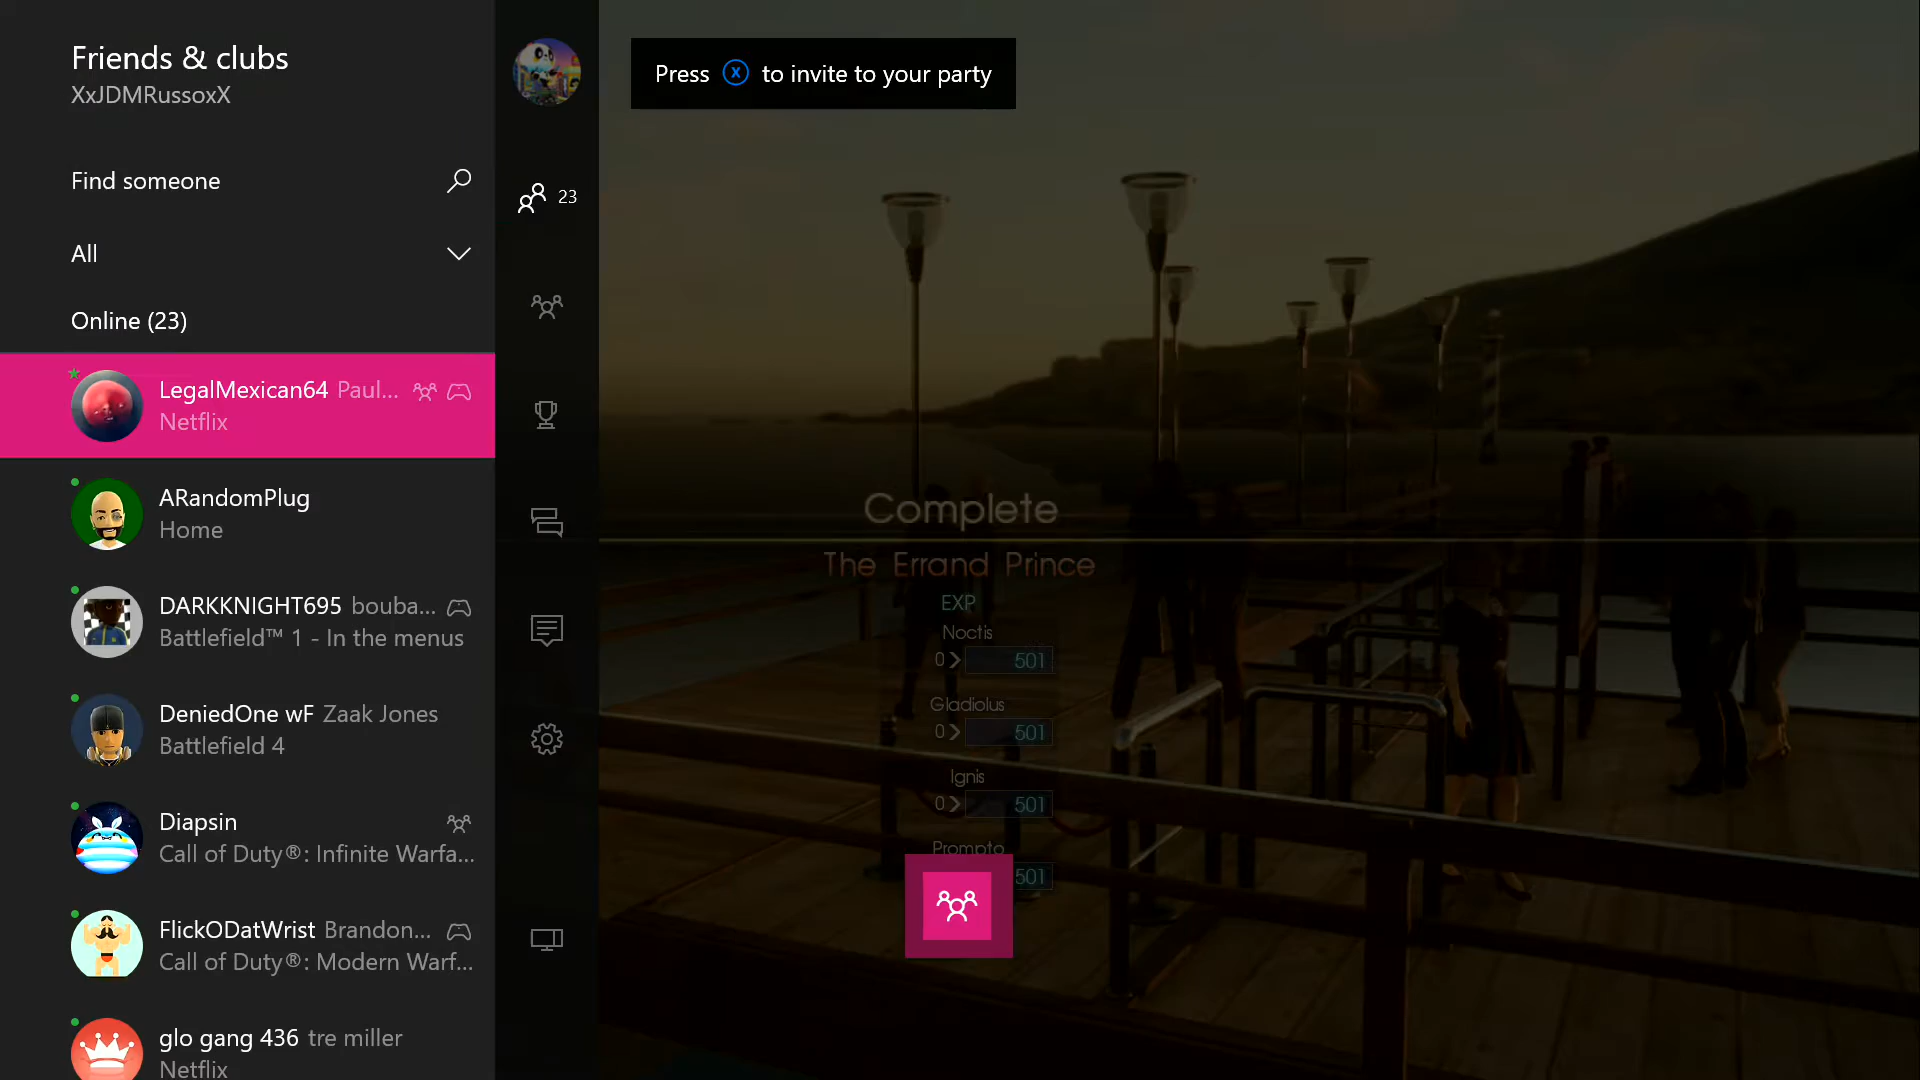 Friends & clubs
XxJDMRussoxX
Find someone
All
Online (23)
LegalMexican64 Paul...
Netflix
ARandomPlug
Home
DARKKNIGHT695 bouba...
Battlefield™ 1 - In the menus
DeniedOne wF Zaak Jones
Battlefield 4
Diapsin
Call of Duty®: Infinite Warfa...
FlickODatWrist Brandon...
Call of Duty®: Modern Warf...
glo gang 436 tre miller
Netflix
23
Press X to invite to your party
Complete
The Errand Prince
EXP
Noctis
0 > 501
Gladiolus
0 > 501
Ignis
0 > 501
Prompto
501